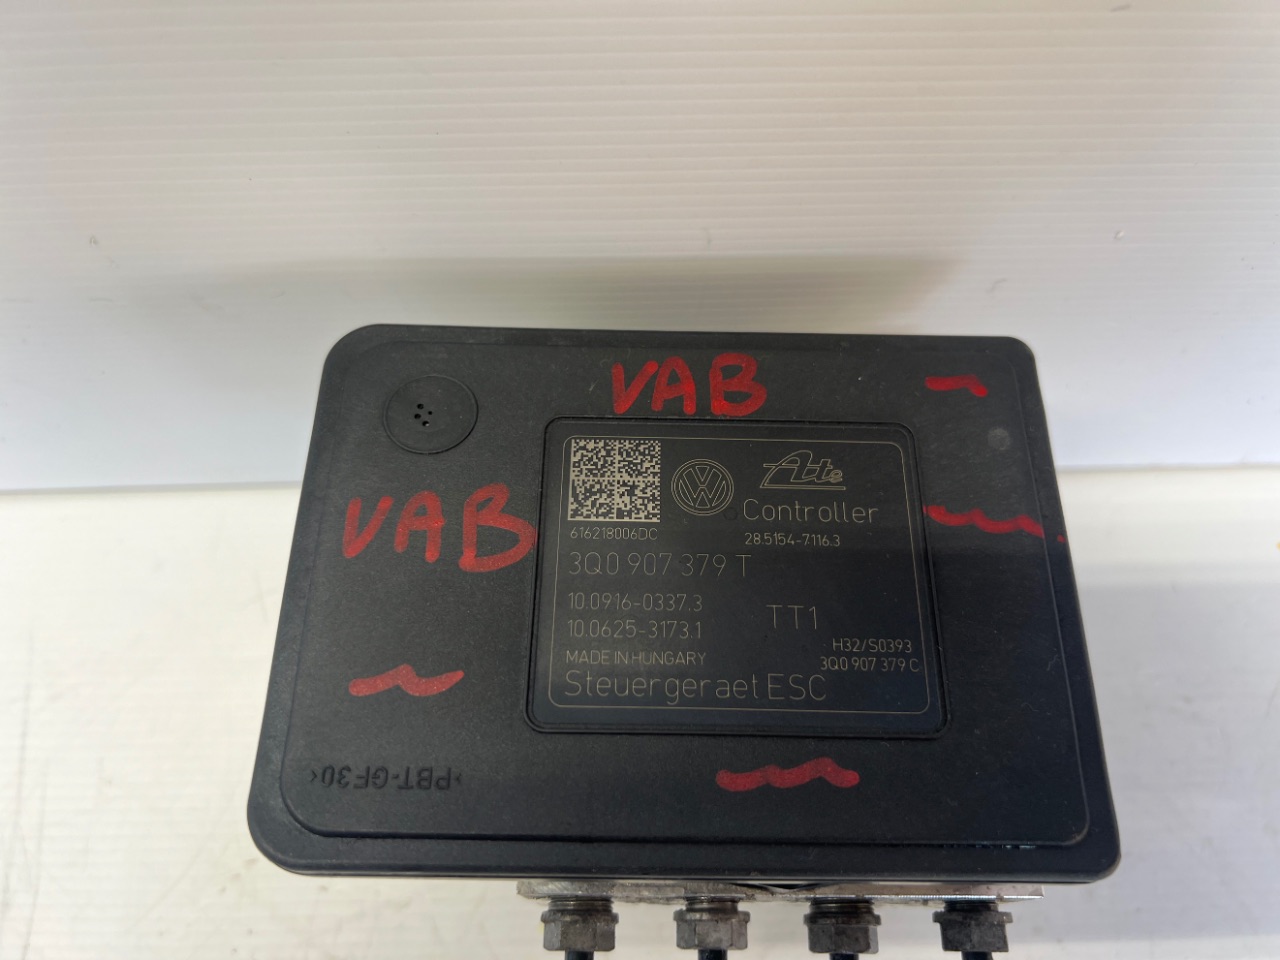 VAB
VAB
Ate
Controller
616218006DC
28.5154-7116.3
3Q0 907 379 T
10.0916-0337.3
10.0625-3173.1
TT1
H32/S0393
MADE IN HUNGARY
3Q0 907 379 C
Steuergeraet ESC
>PBT-GF30<